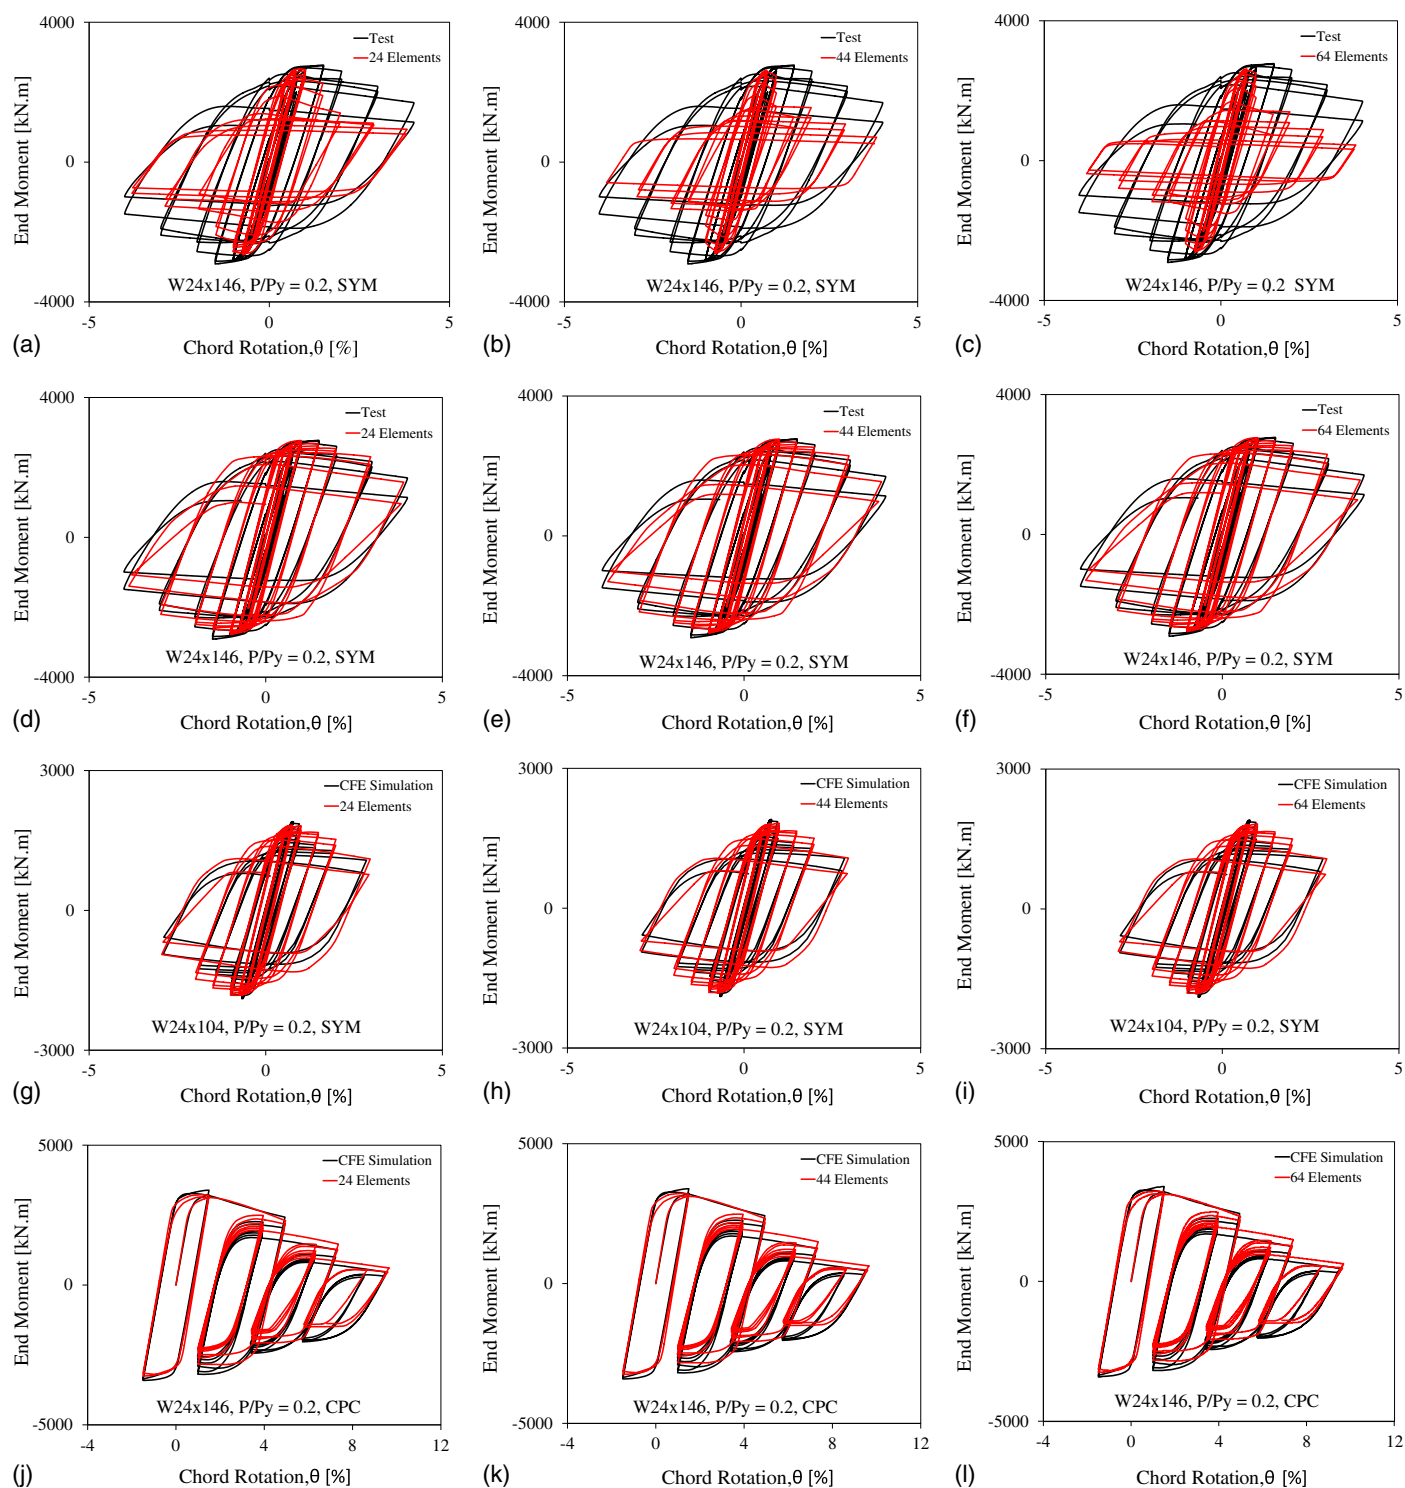 4000
Test
24 Elements
End Moment [kN.m]
0
W24x146, P/Py = 0.2, SYM
-4000
-5
0
5
(a)
Chord Rotation,θ [%]
4000
Test
44 Elements
End Moment [kN.m]
0
W24x146, P/Py = 0.2, SYM
-4000
-5
0
5
(b)
Chord Rotation,θ [%]
4000
Test
64 Elements
End Moment [kN.m]
0
W24x146, P/Py = 0.2 SYM
-4000
-5
0
5
(c)
Chord Rotation,θ [%]
4000
Test
24 Elements
End Moment [kN.m]
0
W24x146, P/Py = 0.2, SYM
-4000
-5
0
5
(d)
Chord Rotation,θ [%]
4000
Test
44 Elements
End Moment [kN.m]
0
W24x146, P/Py = 0.2, SYM
-4000
-5
0
5
(e)
Chord Rotation,θ [%]
4000
Test
64 Elements
End Moment [kN.m]
0
W24x146, P/Py = 0.2, SYM
-4000
-5
0
5
(f)
Chord Rotation,θ [%]
3000
CFE Simulation
24 Elements
End Moment [kN.m]
0
W24x104, P/Py = 0.2, SYM
-3000
-5
0
5
(g)
Chord Rotation,θ [%]
3000
CFE Simulation
44 Elements
End Moment [kN.m]
0
W24x104, P/Py = 0.2, SYM
-3000
-5
0
5
(h)
Chord Rotation,θ [%]
3000
CFE Simulation
64 Elements
End Moment [kN.m]
0
W24x104, P/Py = 0.2, SYM
-3000
-5
0
5
(i)
Chord Rotation,θ [%]
5000
CFE Simulation
24 Elements
End Moment [kN.m]
0
W24x146, P/Py = 0.2, CPC
-5000
-4
0
4
8
12
(j)
Chord Rotation,θ [%]
5000
CFE Simulation
44 Elements
End Moment [kN.m]
0
W24x146, P/Py = 0.2, CPC
-5000
-4
0
4
8
12
(k)
Chord Rotation,θ [%]
5000
CFE Simulation
64 Elements
End Moment [kN.m]
0
W24x146, P/Py = 0.2, CPC
-5000
-4
0
4
8
12
(l)
Chord Rotation,θ [%]